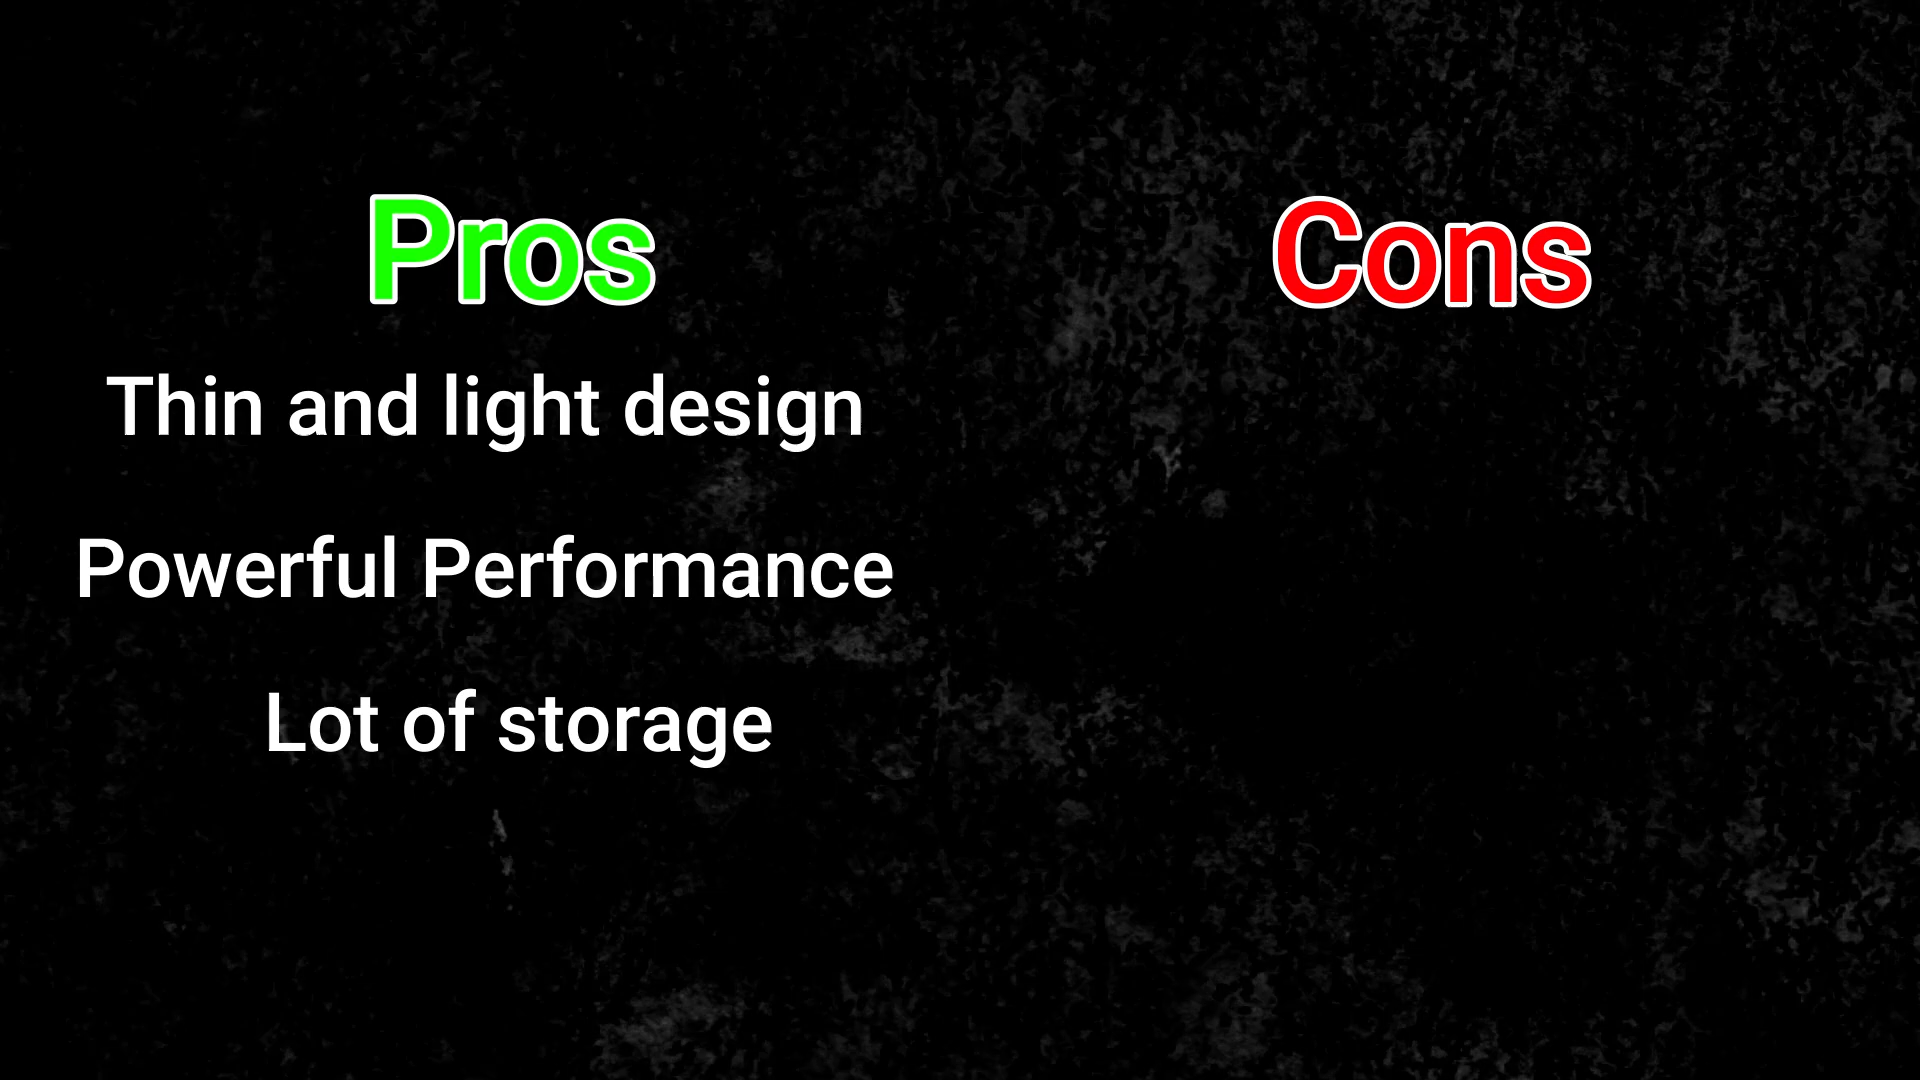 Pros
Cons
Thin and light design
Powerful Performance
Lot of storage